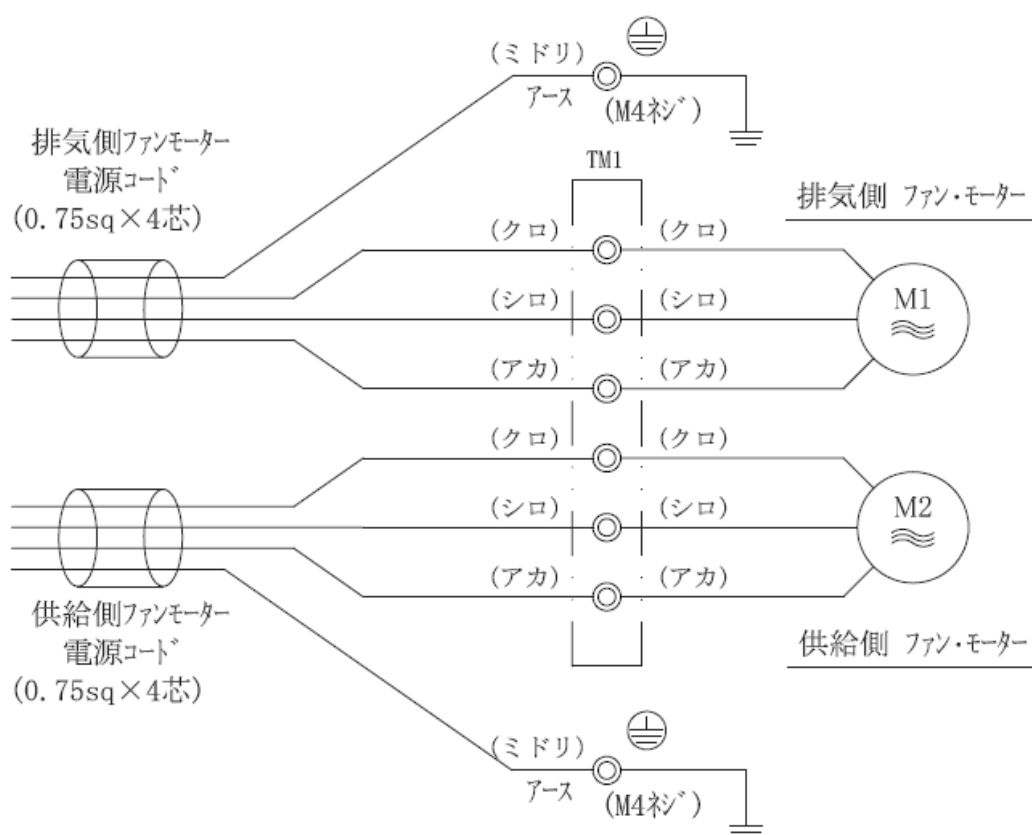 (ミドリ)
アース
(M4ネジ)
排気側ファンモーター
電源コード
(0.75sq×4芯)
TM1
排気側 ファン・モーター
(クロ)
(クロ)
(シロ)
(シロ)
M1
(アカ)
(アカ)
(クロ)
(クロ)
(シロ)
(シロ)
M2
(アカ)
(アカ)
供給側ファンモーター
電源コード
(0.75sq×4芯)
供給側 ファン・モーター
(ミドリ)
アース
(M4ネジ)